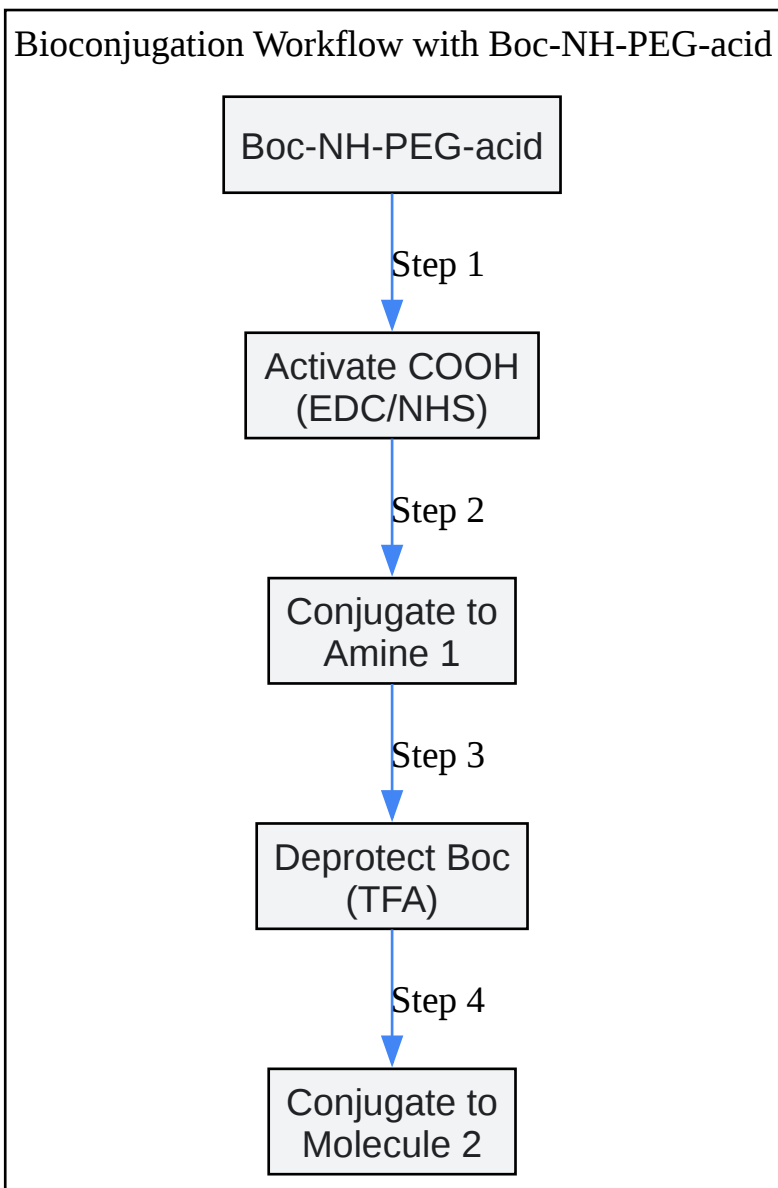 Bioconjugation Workflow with Boc-NH-PEG-acid
Boc-NH-PEG-acid
Step 1
Activate COOH
(EDC/NHS)
Step 2
Conjugate to
Amine 1
Step 3
Deprotect Boc
(TFA)
Step 4
Conjugate to
Molecule 2